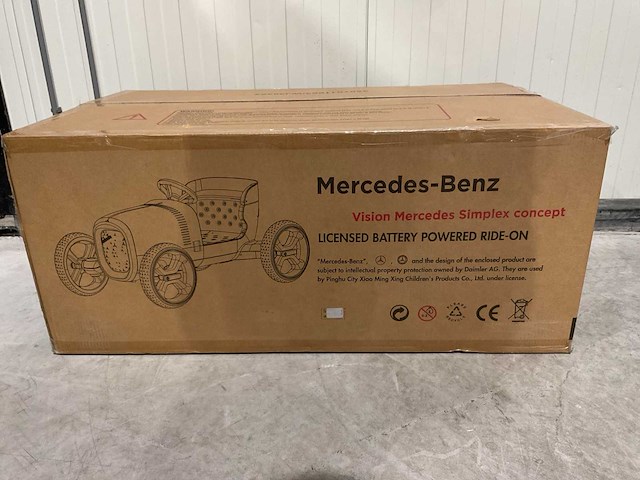 Mercedes-Benz
Vision Mercedes Simplex concept
LICENSED BATTERY POWERED RIDE-ON
"Mercedes-Benz", and the design of the enclosed product are
subject to intellectual property protection owned by Daimler AG. They are used
by Pinghu City Xiao Ming Xing Children's Products Co., Ltd. under license.
CE